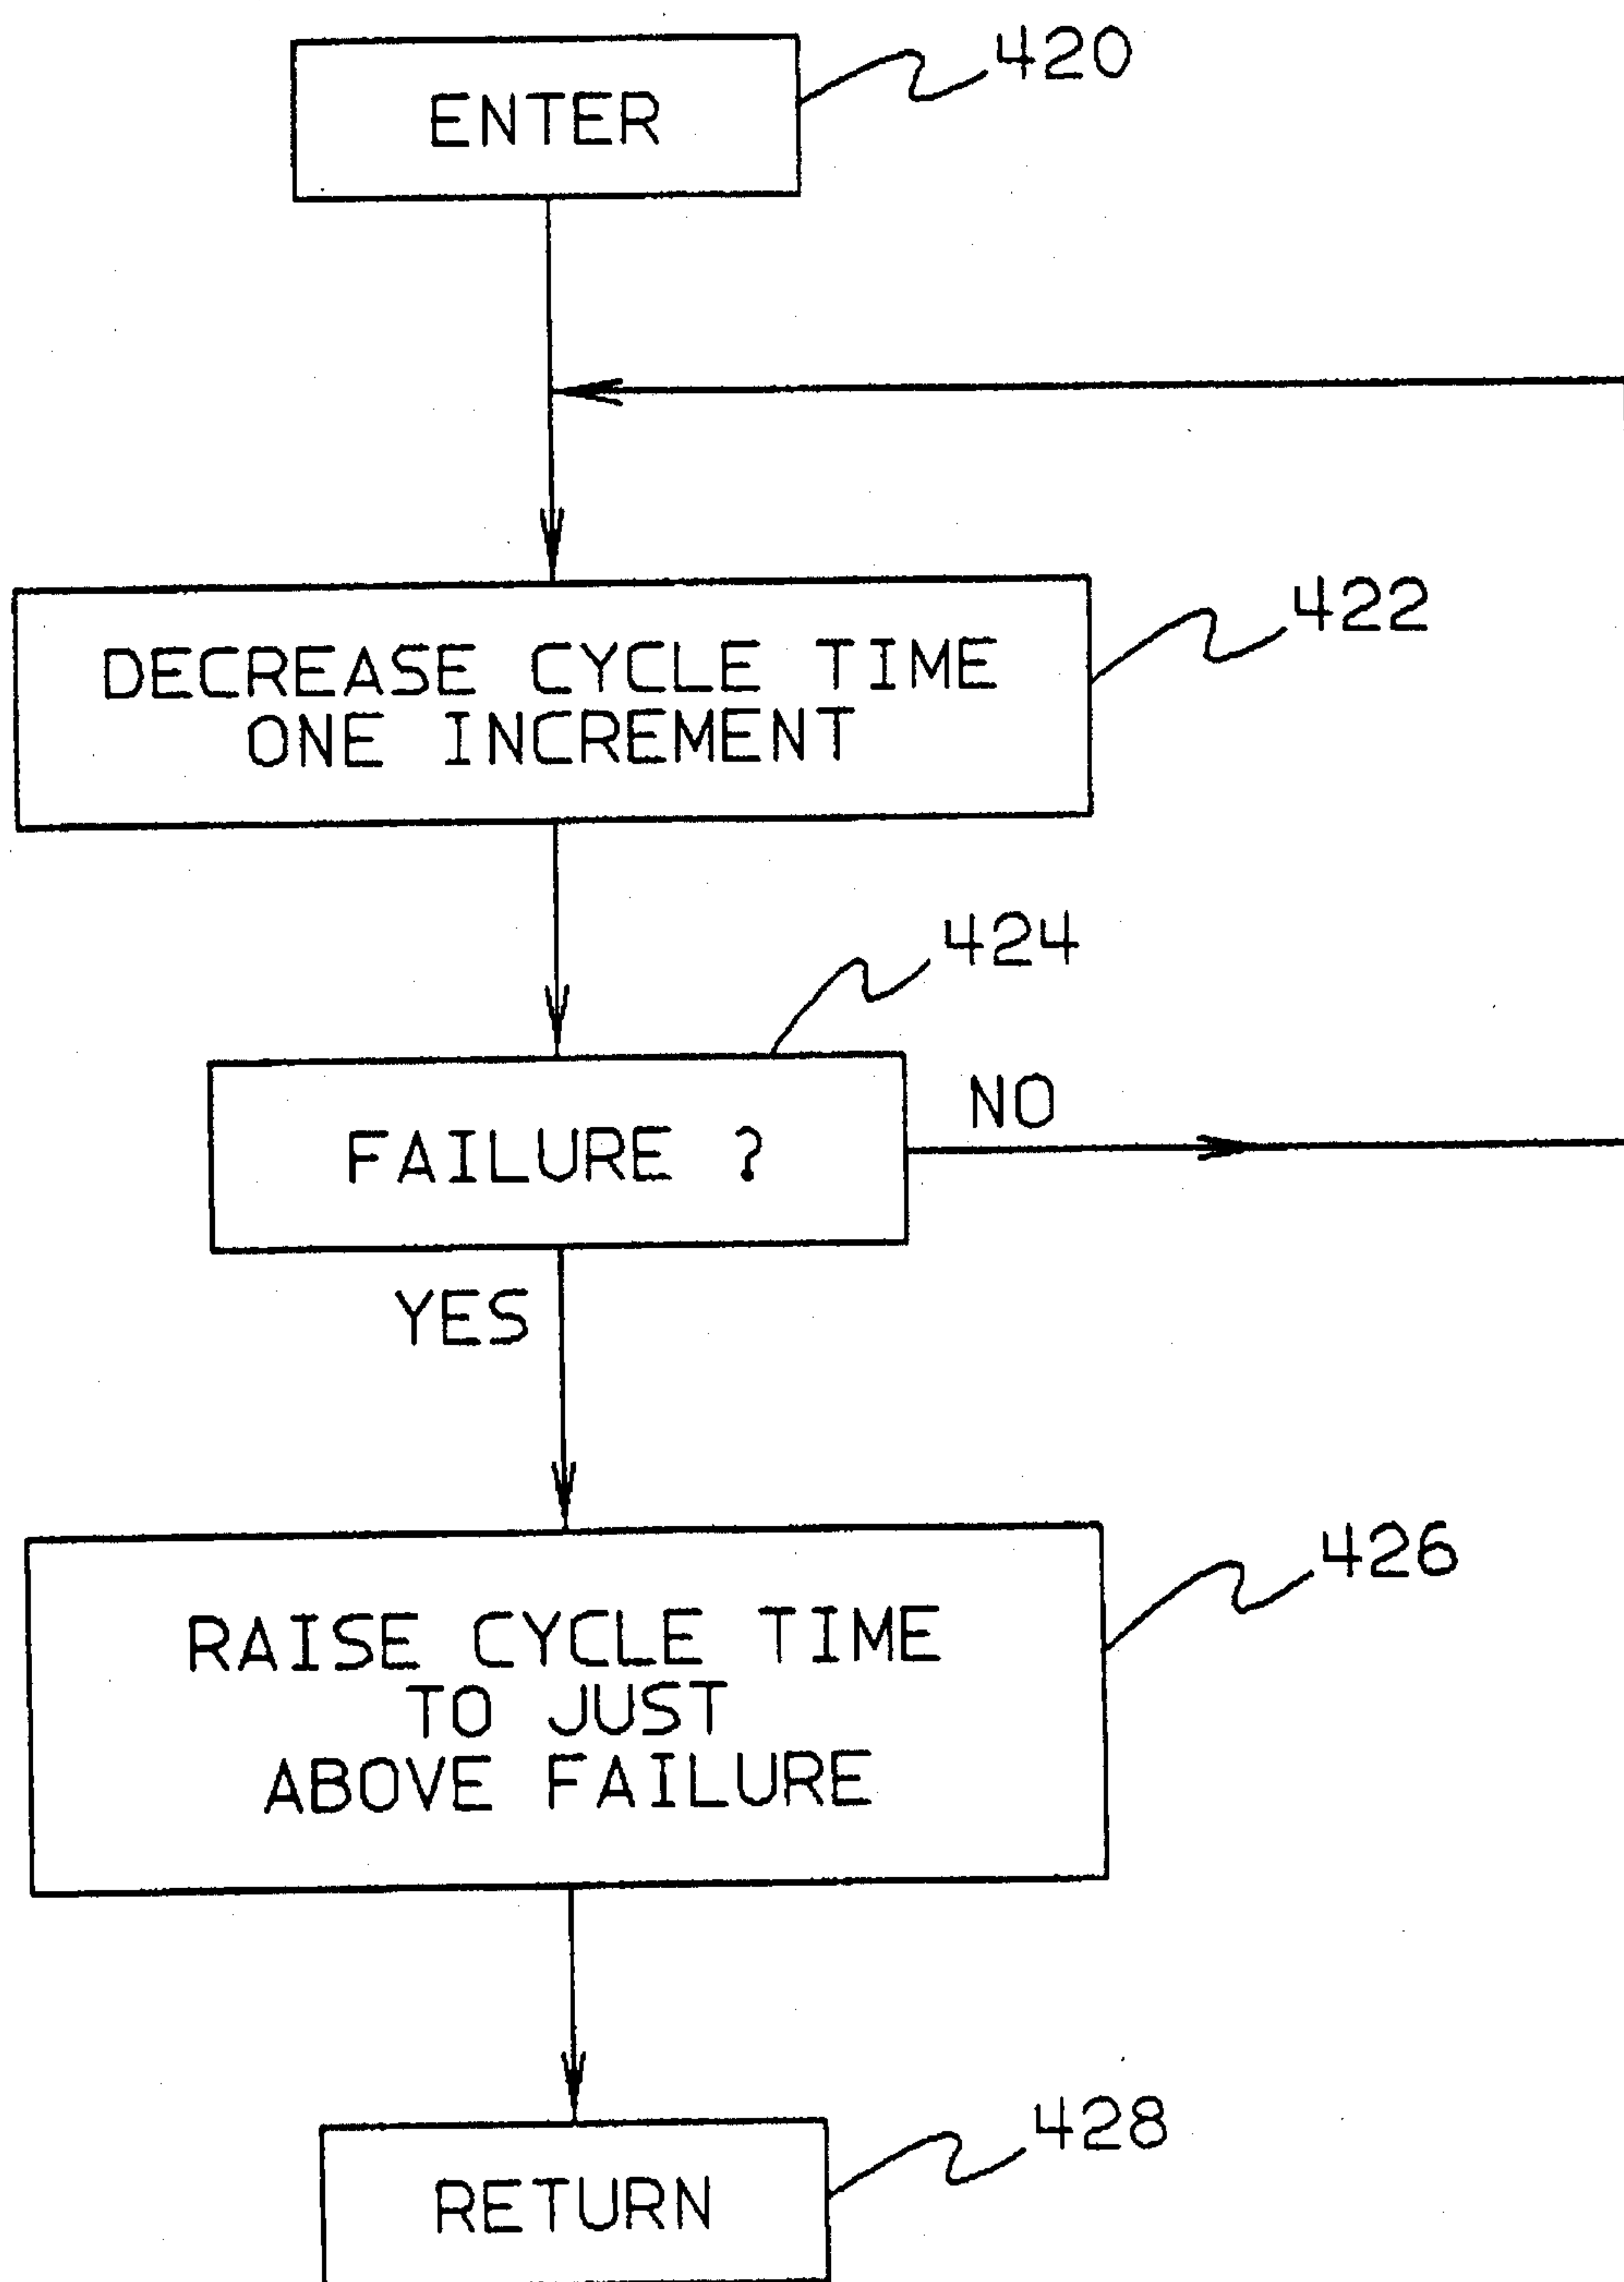 420
ENTER
422
DECREASE CYCLE TIME
ONE INCREMENT
424
FAILURE ?
NO
YES
426
RAISE CYCLE TIME
TO JUST
ABOVE FAILURE
428
RETURN